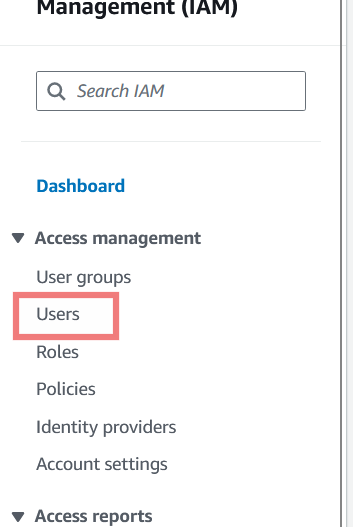 Management (IAM)
Search IAM
Dashboard
Access management
User groups
Users
Roles
Policies
Identity providers
Account settings
Access reports